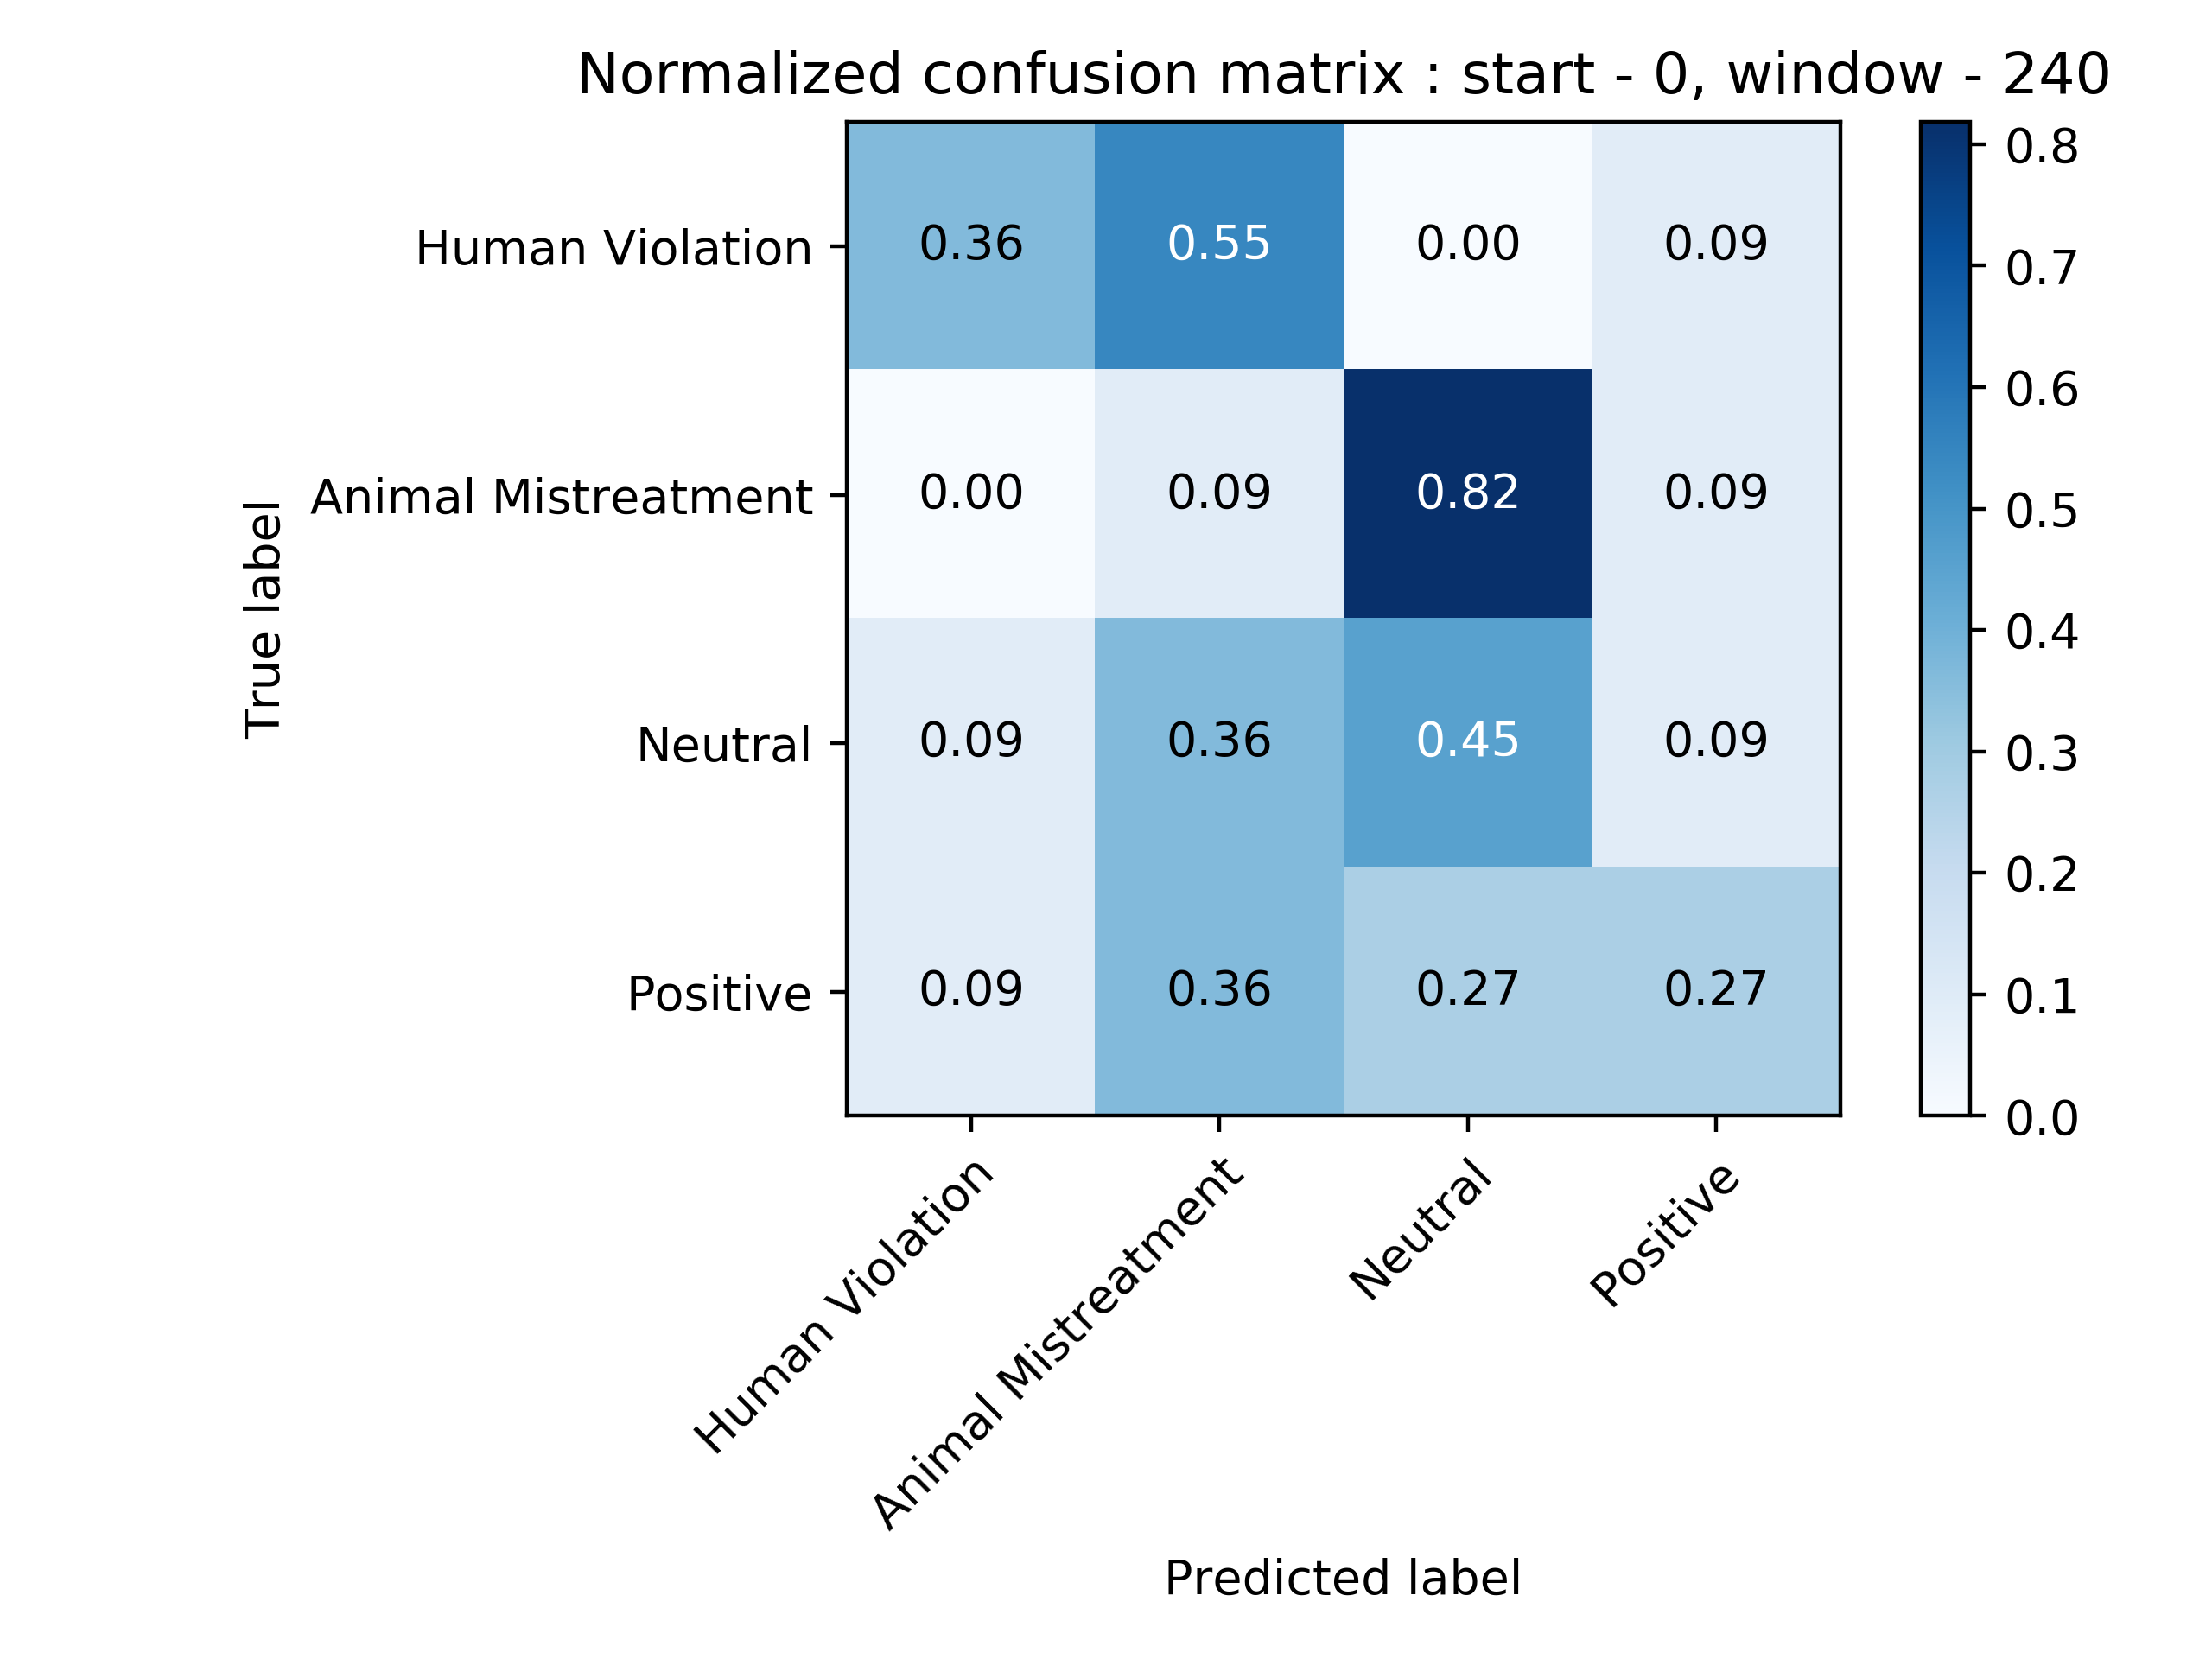 Normalized confusion matrix : start - 0, window - 240
True label
Human Violation 0.36 0.55 0.00 0.09
Animal Mistreatment 0.00 0.09 0.82 0.09
Neutral 0.09 0.36 0.45 0.09
Positive 0.09 0.36 0.27 0.27
Human Violation
Animal Mistreatment
Neutral
Positive
Predicted label
0.8
0.7
0.6
0.5
0.4
0.3
0.2
0.1
0.0